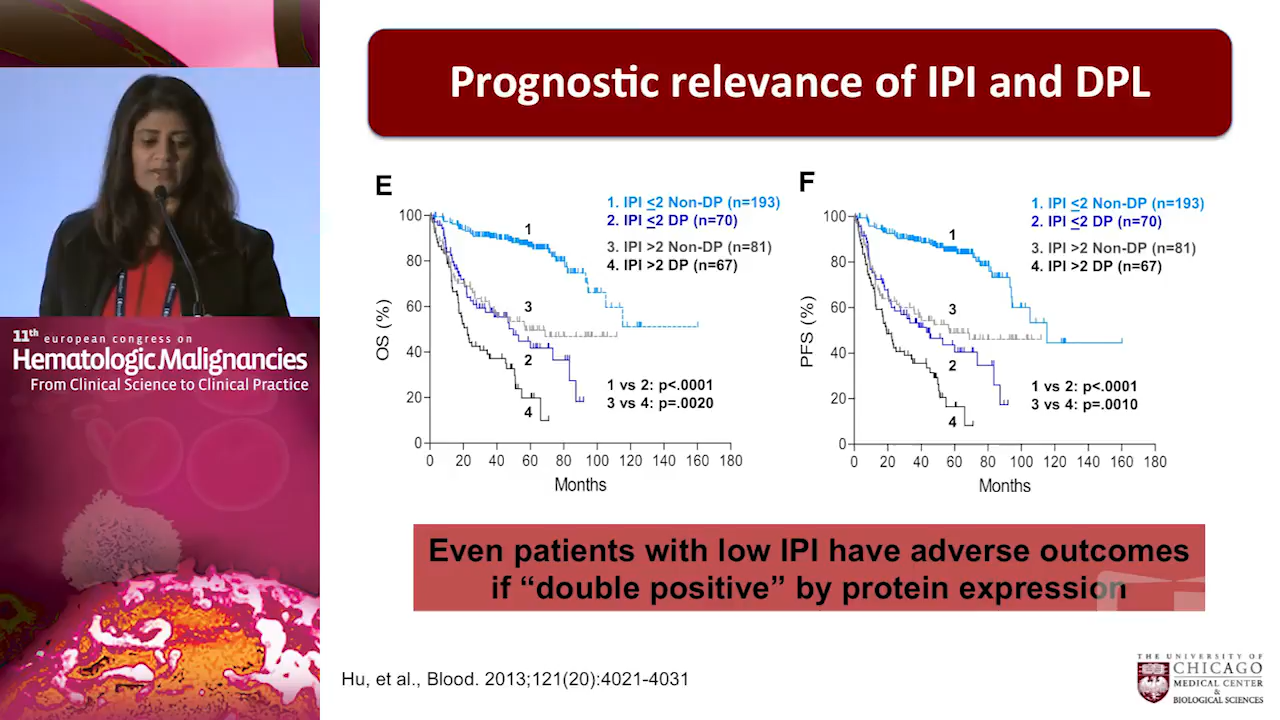 Prognostic relevance of IPI and DPL
E
1. IPI ≤2 Non-DP (n=193)
2. IPI ≤2 DP (n=70)
3. IPI >2 Non-DP (n=81)
4. IPI >2 DP (n=67)
OS (%)
100
80
60
40
20
0
1
3
2
4
1 vs 2: p<.0001
3 vs 4: p=.0020
0 20 40 60 80 100 120 140 160 180
Months
F
1. IPI ≤2 Non-DP (n=193)
2. IPI ≤2 DP (n=70)
3. IPI >2 Non-DP (n=81)
4. IPI >2 DP (n=67)
PFS (%)
100
80
60
40
20
0
1
3
2
4
1 vs 2: p<.0001
3 vs 4: p=.0010
0 20 40 60 80 100 120 140 160 180
Months
Even patients with low IPI have adverse outcomes
if “double positive” by protein expression
Hu, et al., Blood. 2013;121(20):4021-4031
11th european congress on
Hematologic Malignancies
From Clinical Science to Clinical Practice
THE UNIVERSITY OF
CHICAGO
MEDICAL CENTER
&
BIOLOGICAL SCIENCES